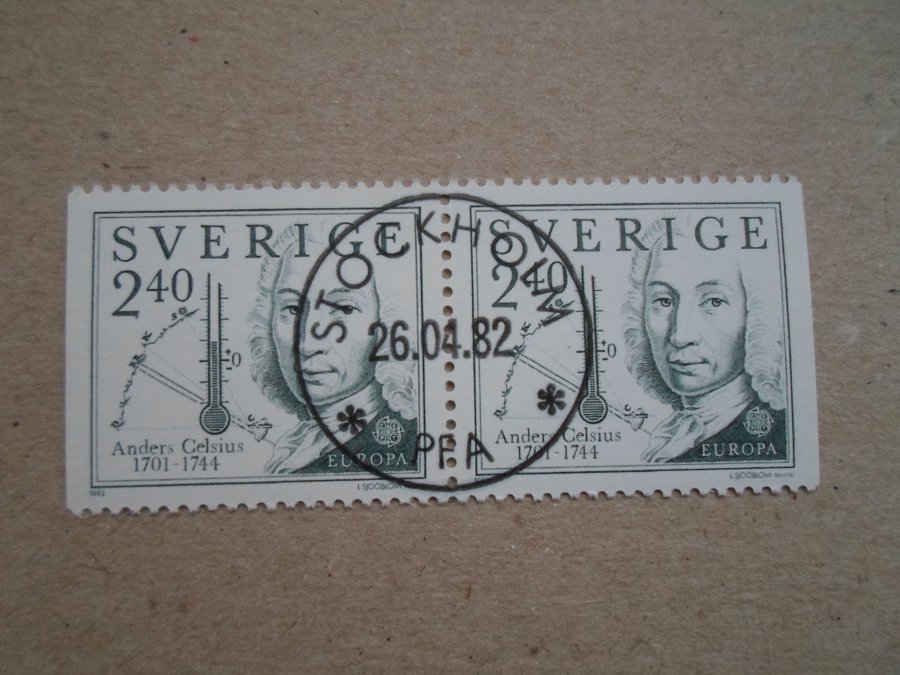 SVERIGE
2.40
+
0
Anders Celsius
1701-1744
EUROPA
1982
SVERIGE
2.40
+
0
Anders Celsius
1701-1744
EUROPA
STOCKHOLM
26.04.82
* PFA *